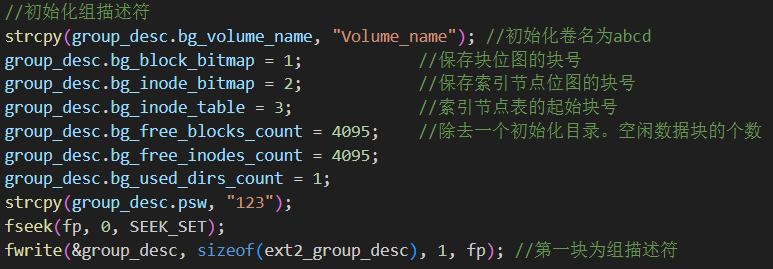 //初始化组描述符
strcpy(group_desc.bg_volume_name, "Volume_name"); //初始化卷名为abcd
group_desc.bg_block_bitmap = 1; //保存块位图的块号
group_desc.bg_inode_bitmap = 2; //保存索引节点位图的块号
group_desc.bg_inode_table = 3; //索引节点表的起始块号
group_desc.bg_free_blocks_count = 4095; //除去一个初始化目录。空闲数据块的个数
group_desc.bg_free_inodes_count = 4095;
group_desc.bg_used_dirs_count = 1;
strcpy(group_desc.psw, "123");
fseek(fp, 0, SEEK_SET);
fwrite(&group_desc, sizeof(ext2_group_desc), 1, fp); //第一块为组描述符